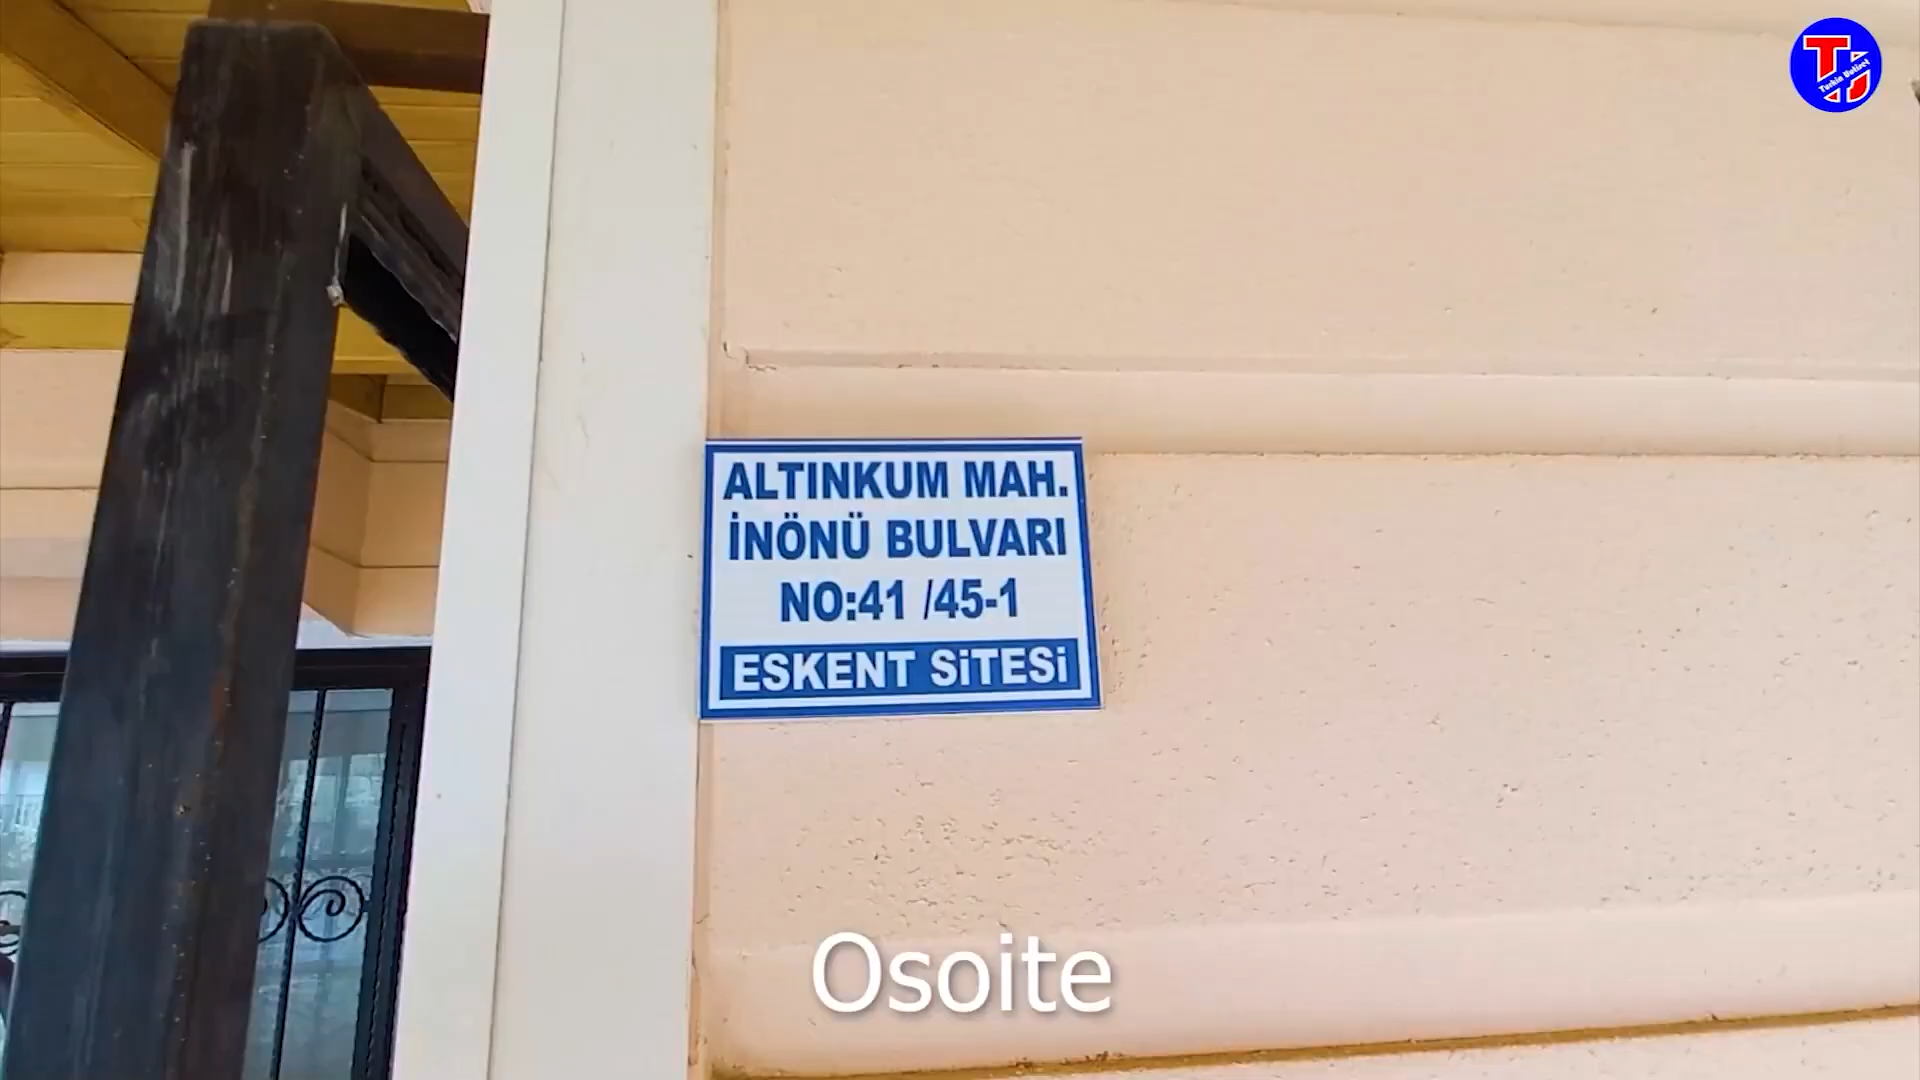 ALTINKUM MAH.
İNÖNÜ BULVARI
NO:41 /45-1
ESKENT SiTESi
Osoite